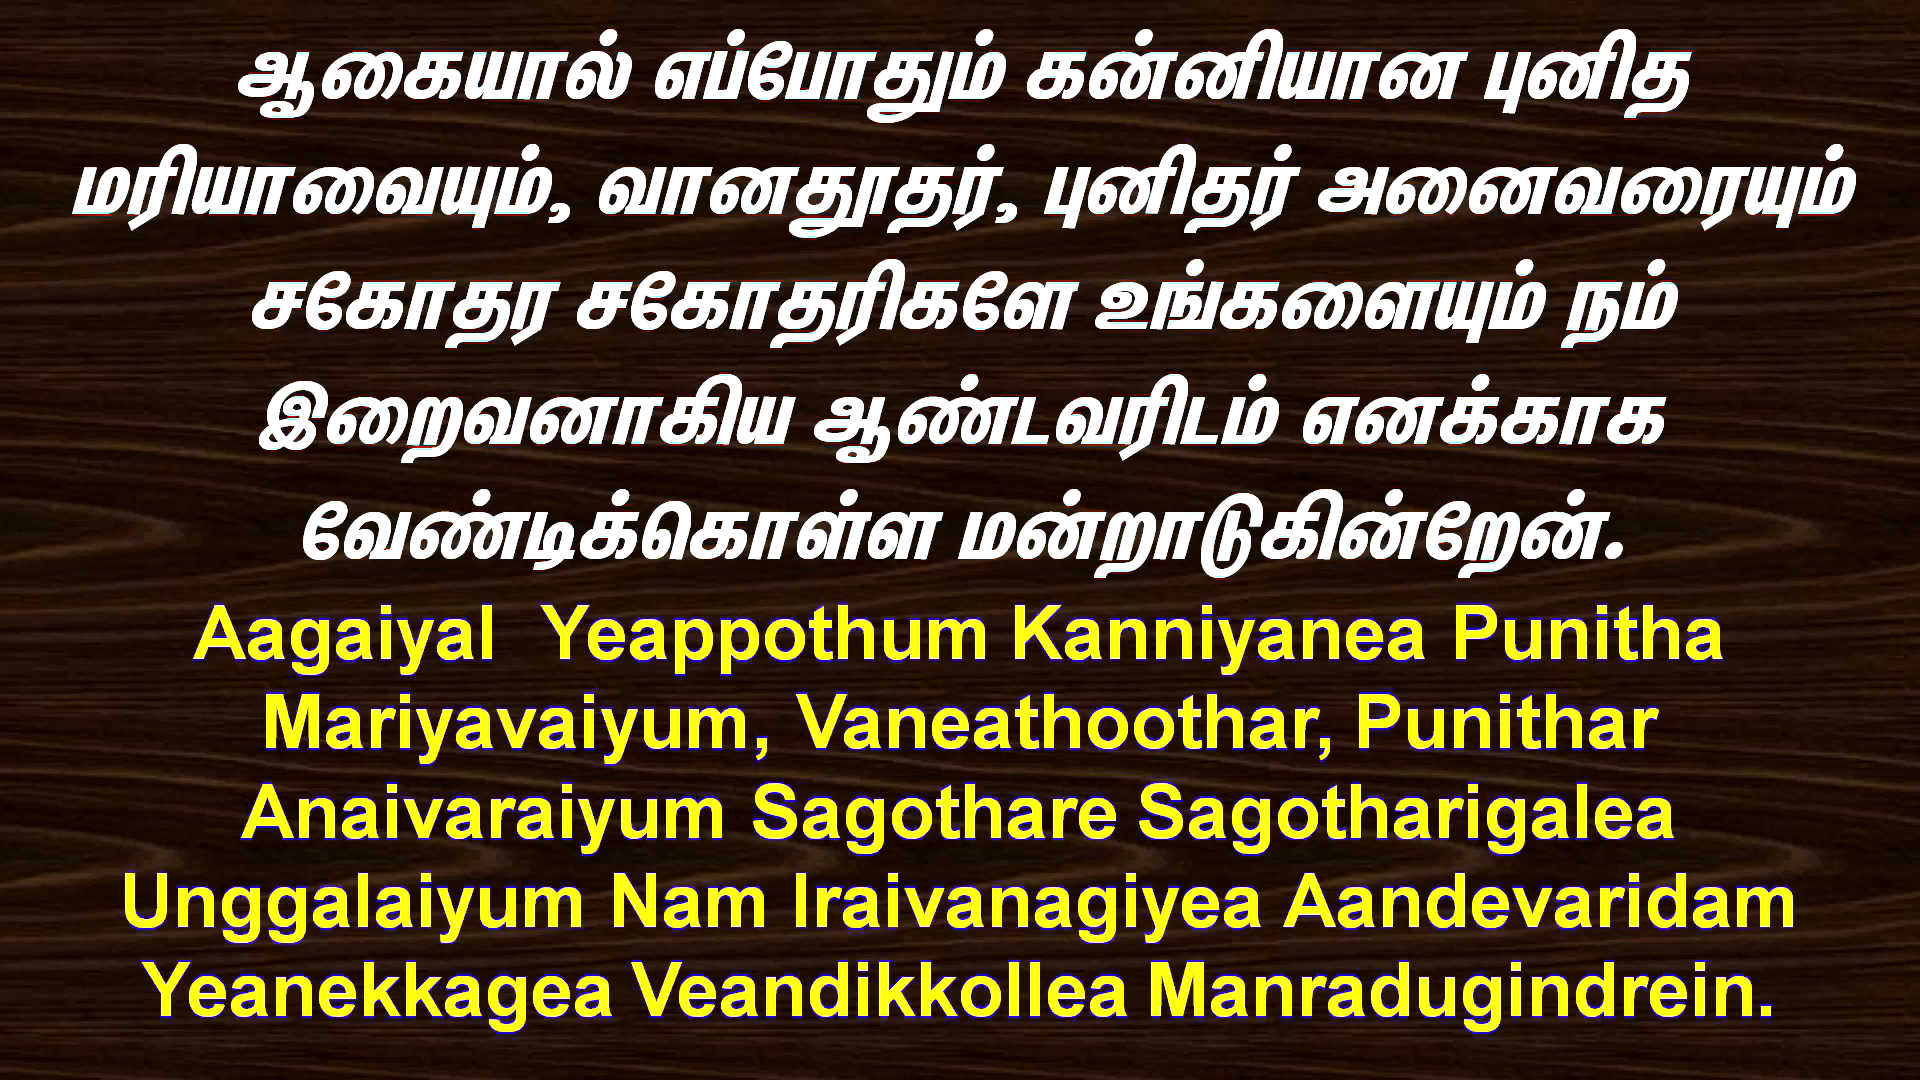 ஆகையால் எப்போதும் கன்னியான புனித
மரியாவையும், வானதூதர், புனிதர் அனைவரையும்
சகோதர சகோதரிகளே உங்களையும் நம்
இறைவனாகிய ஆண்டவரிடம் எனக்காக
வேண்டிக்கொள்ள மன்றாடுகின்றேன்.
Aagaiyal Yeappothum Kanniyanea Punitha
Mariyavaiyum, Vaneathoothar, Punithar
Anaivaraiyum Sagothare Sagotharigalea
Unggalaiyum Nam Iraivanagiyea Aandevaridam
Yeanekkagea Veandikkollea Manradugindrein.